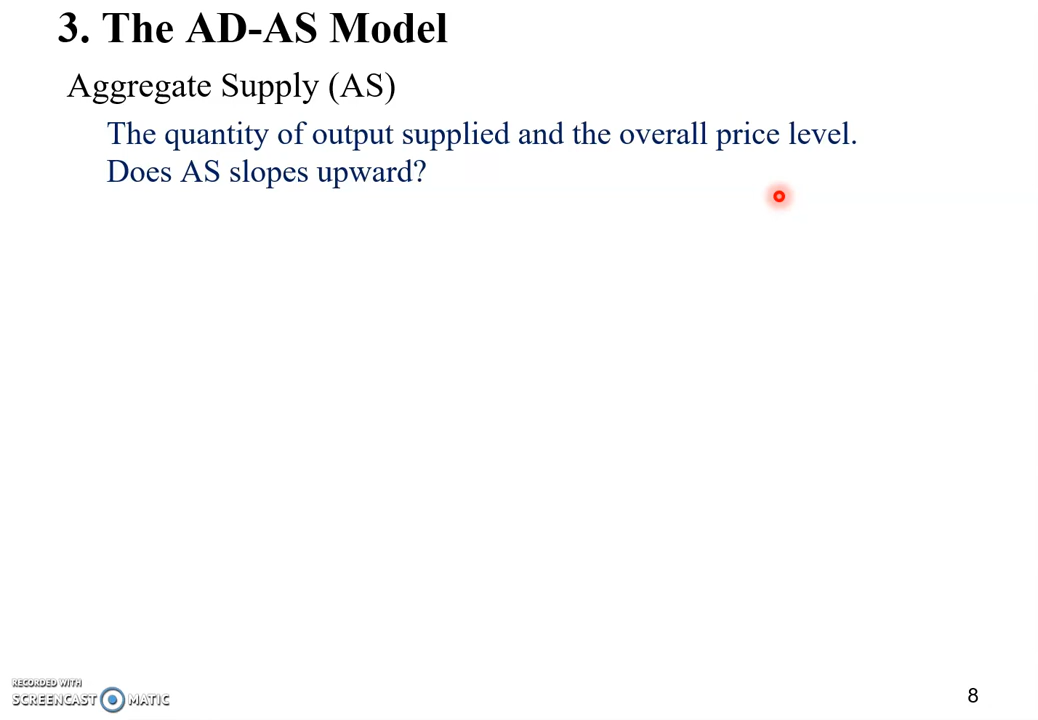 3. The AD-AS Model
Aggregate Supply (AS)
The quantity of output supplied and the overall price level.
Does AS slopes upward?
RECORDED WITH
SCREENCAST MATIC
8